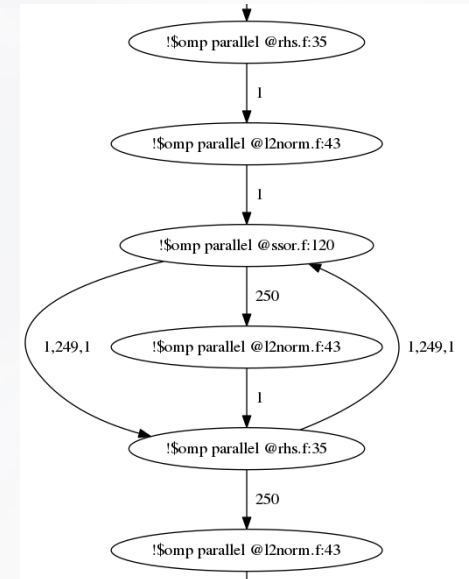 !$omp parallel @rhs.f:35
1
!$omp parallel @l2norm.f:43
1
!$omp parallel @ssor.f:120
250
1,249,1
!$omp parallel @l2norm.f:43
1,249,1
1
!$omp parallel @rhs.f:35
250
!$omp parallel @l2norm.f:43